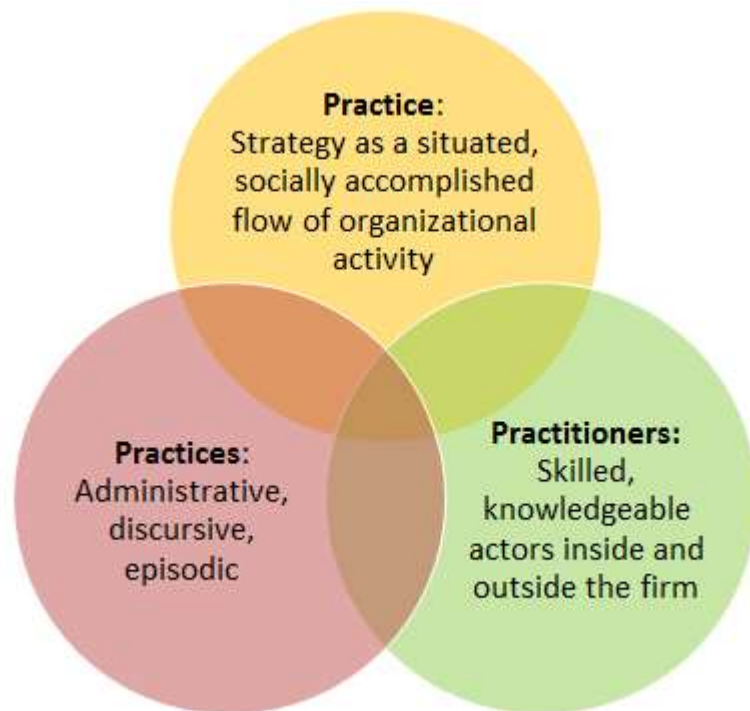 Practice:
Strategy as a situated,
socially accomplished
flow of organizational
activity
Practices:
Administrative,
discursive,
episodic
Practitioners:
Skilled,
knowledgeable
actors inside and
outside the firm